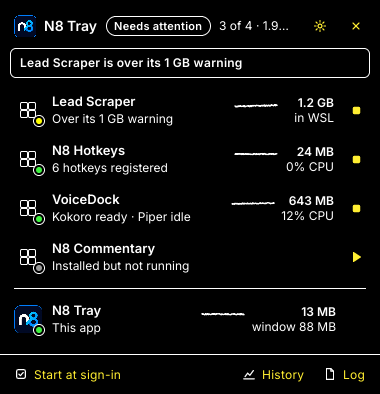 n8 N8 Tray Needs attention 3 of 4 · 1.9...
Lead Scraper is over its 1 GB warning
Lead Scraper 1.2 GB
Over its 1 GB warning in WSL
N8 Hotkeys 24 MB
6 hotkeys registered 0% CPU
VoiceDock 643 MB
Kokoro ready · Piper idle 12% CPU
N8 Commentary
Installed but not running
n8 N8 Tray 13 MB
This app window 88 MB
Start at sign-in History Log